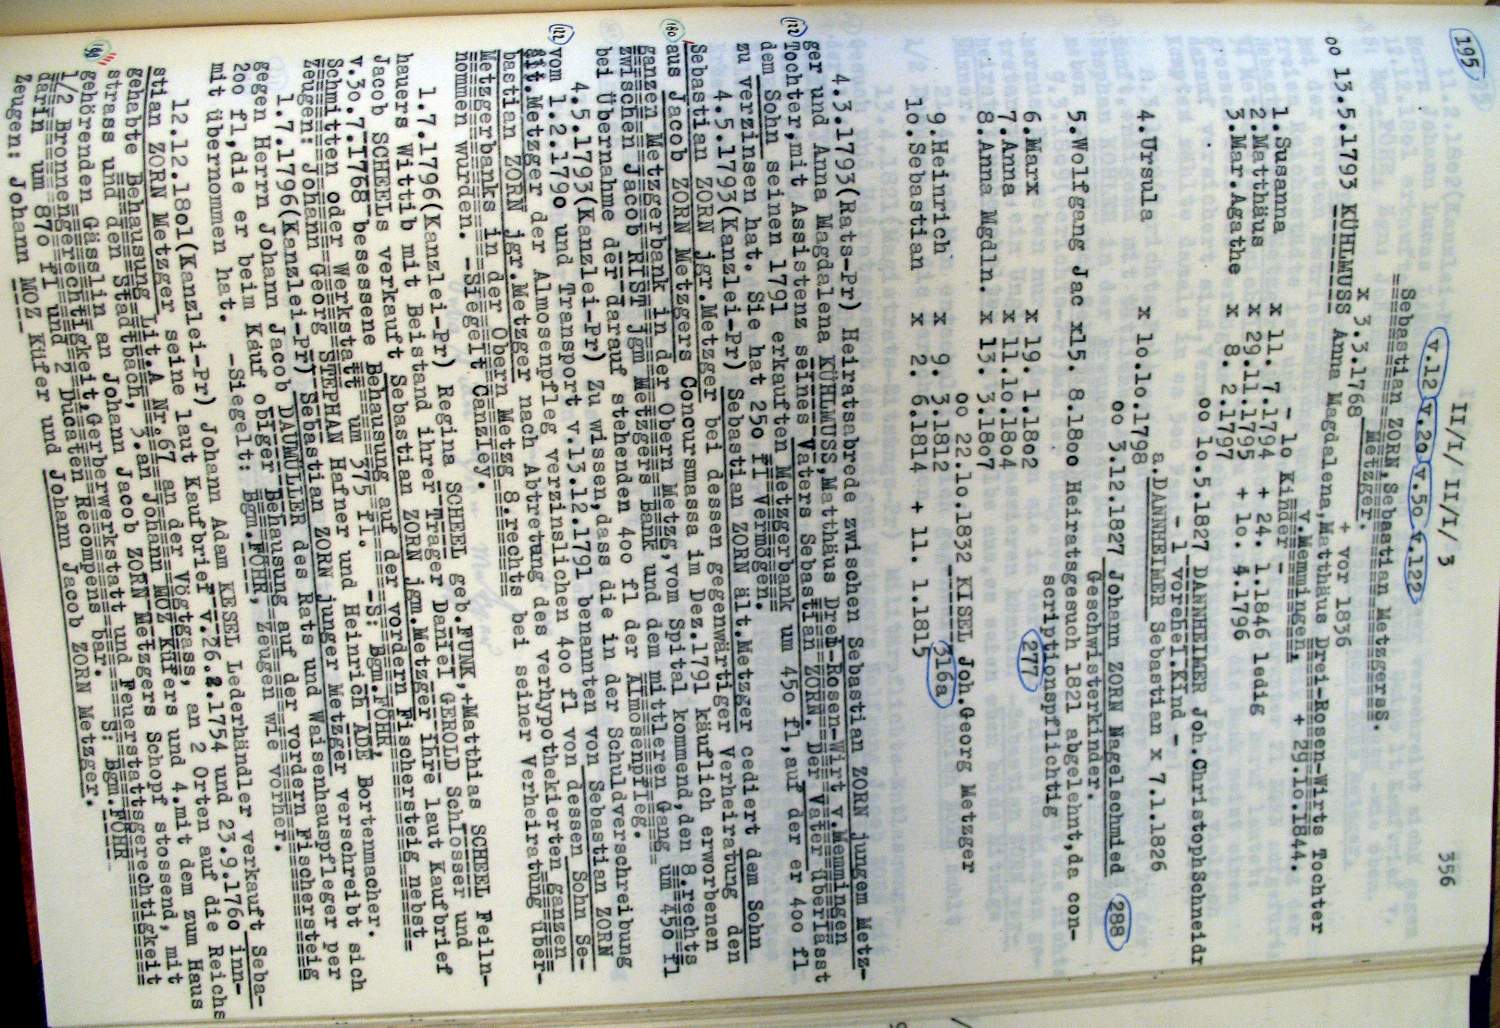 195
II/I/ II/I/ 3
356
v.12 v.20 v.50 v.122
Sebastian ZORN,Sebastian Metzgers S.
x 3.3.1768 Metzger. + vor 1836
oo 13.5.1793 KÜHLMUSS Anna Magdalena,Matthäus Drei-Rosen-Wirts Tochter
v.Memmingen. + 29.10.1844.
- 10 Kinder -
1.Susanna x 11. 7.1794 + 24. 1.1846 ledig
2.Matthäus x 29.11.1795 + 10. 4.1796
3.Mar.Agathe x 8. 2.1797
oo 10.5.1827 DANNHEIMER Joh.Christoph Schneidr
- 1 vorehel.Kind -
a.DANNHEIMER Sebastian x 7.1.1826
4.Ursula x 10.10.1798
oo 3.12.1827 Johann ZORN Nagelschmied 288
Geschwisterkinder.
5.Wolfgang Jac x15. 8.1800 Heiratsgesuch 1821 abgelehnt,da con-
scriptionspflichtig
6.Marx x 19. 1.1802 277
7.Anna x 11.10.1804
8.Anna Mgdln. x 13. 3.1807
9.Heinrich x 9. 3.1812 316a
oo 22.10.1832 KISEL Joh.Georg Metzger
10.Sebastian x 2. 6.1814 + 11. 1.1815
4.3.1793(Rats-Pr) Heiratsabrede zwischen Sebastian ZORN jungem Metz-
ger und Anna Magdalena KÜHLMUSS,Matthäus Drei-Rosen-Wirt v.Memmingen
122 Tochter,mit Assistenz seines Vaters Sebastian ZORN. Der Vater überlässt
dem Sohn seinen 1791 erkauften Metzgerbank um 450 fl,auf der er 400 fl
zu verzinsen hat. Sie hat 250 fl Vermögen.
4.5.1793(Kanzlei-Pr) Sebastian ZORN ält.Metzger cediert dem Sohn
Sebastian ZORN jgr.Metzger bei dessen gegenwärtiger Verheiratung den
180 aus Jacob ZORN Metzgers Concursmassa im Dez.1791 käuflich erworbenen
ganzen Metzgerbank in der Obern Metzg,vom Spital kommend,den 8.rechts
zwischen Jacob RIST jgm Metzgers Bank und dem mittleren Gang um 450 fl
bei Übernahme der darauf stehenden 400 fl der Almosenpfleg.
4.5.1793(Kanzlei-Pr) Zu wissen,dass die in der Schuldverschreibung
122 vom 1.2.1790 und Transport v.13.12.1791 benannten von Sebastian ZORN
ält.Metzger der Almosenpfleg verzinslichen 400 fl von dessen Sohn Se-
bastian ZORN jgr.Metzger nach Abtretung des verhypothekierten ganzen
Metzgerbanks in der Obern Metzg 8.rechts bei seiner Verheiratung über-
nommen wurden. -Siegelt Canzley.
1.7.1796(Kanzlei-Pr) Regina SCHEEL geb.FUNK,+Matthias SCHEEL Feiln-
hauers Wittib mit Beistand ihrer Trager Daniel GEROLD Schlosser und
Jacob SCHEELs verkauft Sebastian ZORN jgm.Metzger ihre laut Kaufbrief
v.30.7.1768 besessene Behausung auf der vordern Fischersteig nebst
Schmitten oder Werkstatt um 375 fl. -S: Bgm.FÖHR,
Zeugen: Johann Georg STEPHAN Hafner und Heinrich ADE Bortenmacher.
1.7.1796(Kanzlei-Pr) Sebastian ZORN junger Metzger verschreibt sich
gegen Herrn Johann Jacob DAUMÜLLER des Rats und Waisenhauspfleger per
200 fl,die er beim Kauf obiger Behausung auf der vordern Fischersteig
mit übernommen hat. -Siegelt: Bgm.FÖHR, Zeugen wie vorher.
12.12.1801(Kanzlei-Pr) Johann Adam KESEL Lederhändler verkauft Seba-
stian ZORN Metzger seine laut Kaufbrief v.26.2.1754 und 23.9.1760 inn-
gehabte Behausung Lit.A Nr.67 an der Vögtgass, an 2 Orten auf die Reichs
strass und den Stadtbach, 3.an Johann MOZ Küfers und 4.mit dem zum Haus
gehörenden Gässlin an Johann Jacob ZORN Metzgers Schopf stossend, mit
1/2 Bronnengerechtigkeit,Gerberwerkstatt und Feuerstattsgerechtigkeit
darin um 870 fl und 2 Ducaten Recompens bar. S: Bgm.FÖHR
Zeugen: Johann MOZ Küfer und Johann Jacob ZORN Metzger.